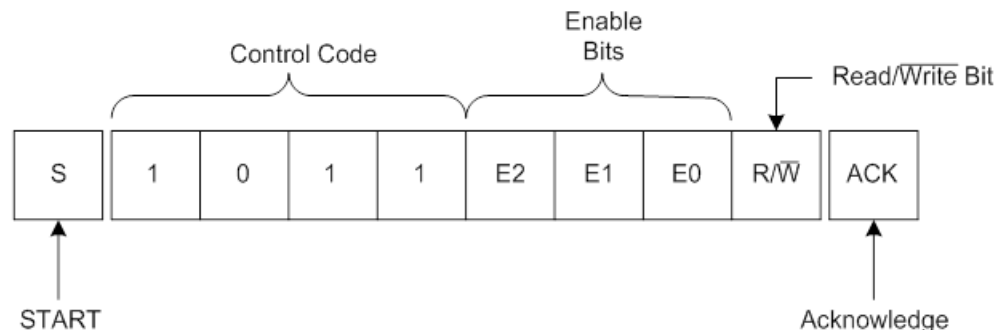 Enable
Bits
Control Code
Read/Write Bit
S 1 0 1 1 E2 E1 E0 R/W ACK
START Acknowledge